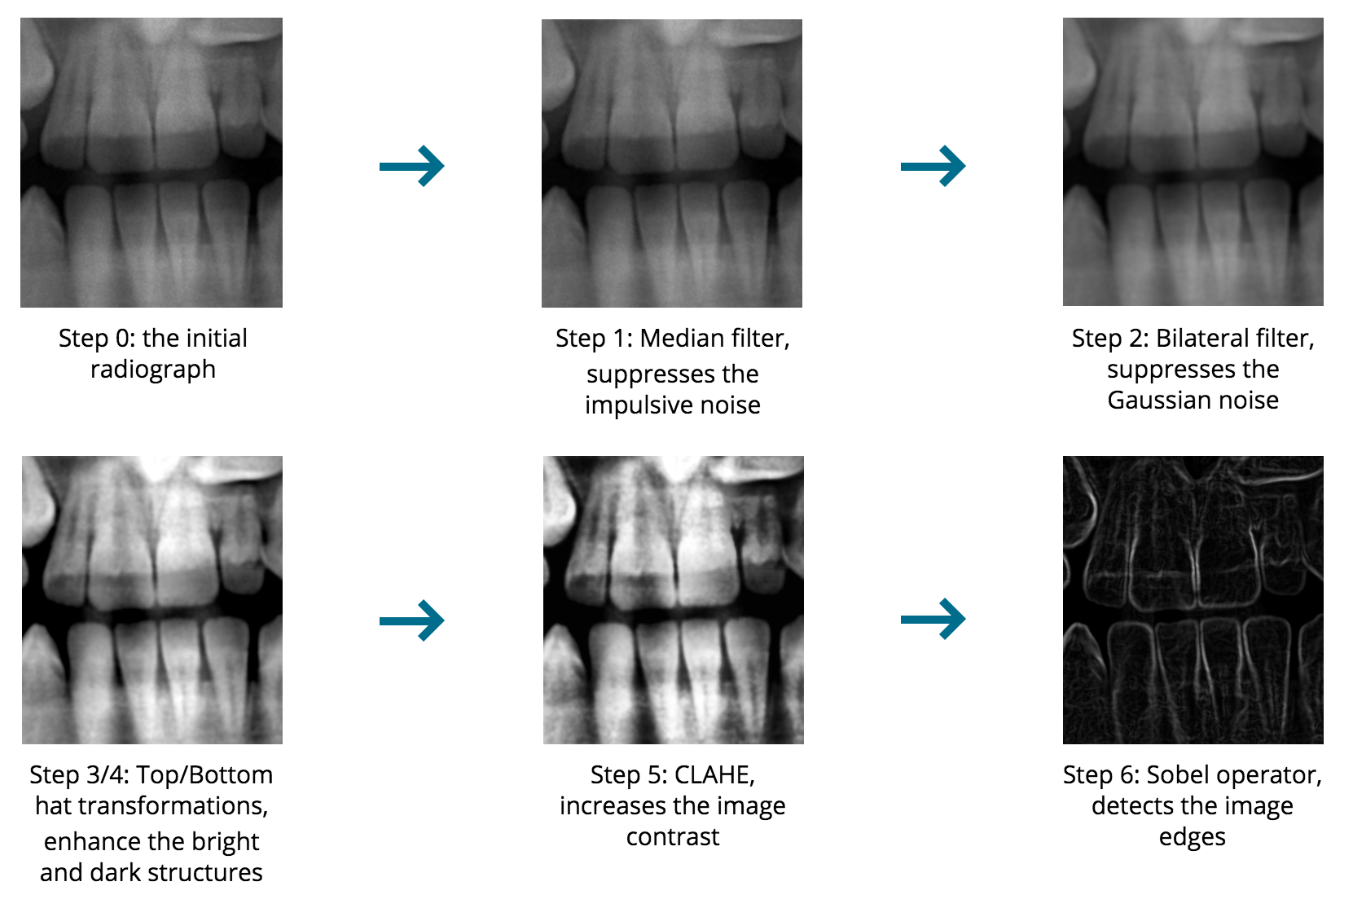 Step 0: the initial
radiograph
Step 1: Median filter,
suppresses the
impulsive noise
Step 2: Bilateral filter,
suppresses the
Gaussian noise
Step 3/4: Top/Bottom
hat transformations,
enhance the bright
and dark structures
Step 5: CLAHE,
increases the image
contrast
Step 6: Sobel operator,
detects the image
edges